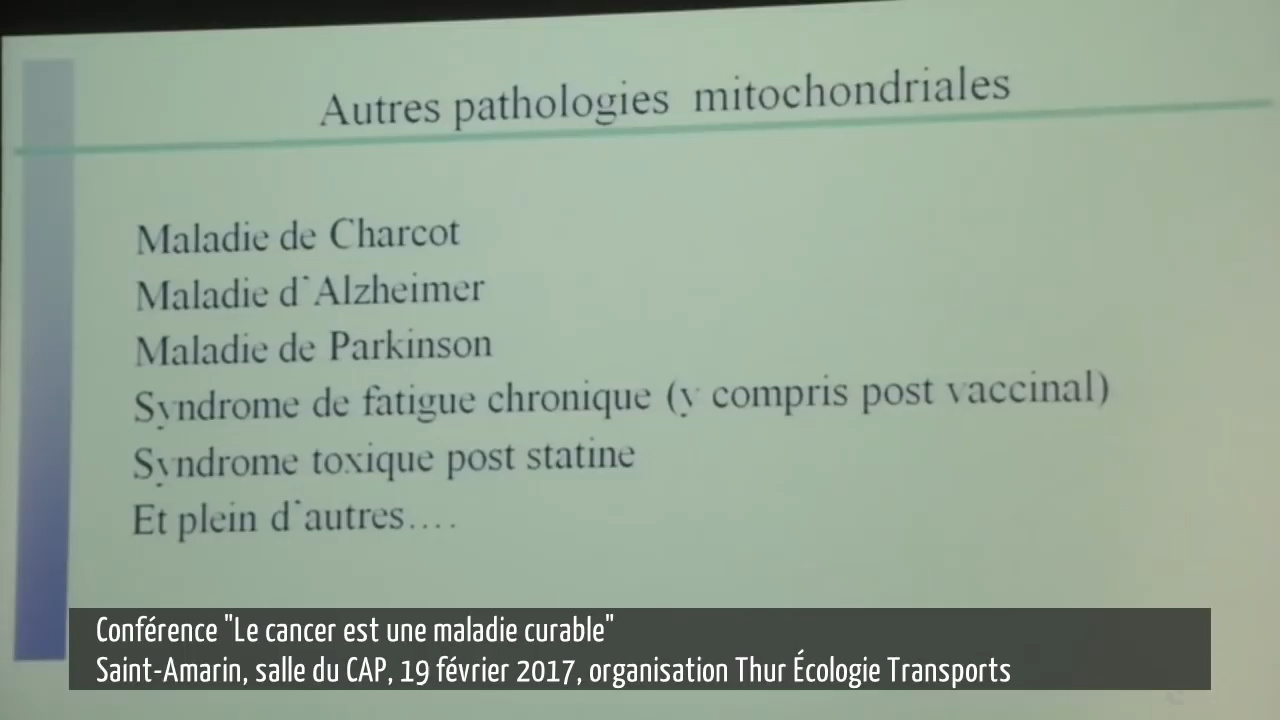 Autres pathologies mitochondriales
Maladie de Charcot
Maladie d'Alzheimer
Maladie de Parkinson
Syndrome de fatigue chronique (y compris post vaccinal)
Syndrome toxique post statine
Et plein d'autres....
Conférence "Le cancer est une maladie curable"
Saint-Amarin, salle du CAP, 19 février 2017, organisation Thur Écologie Transports